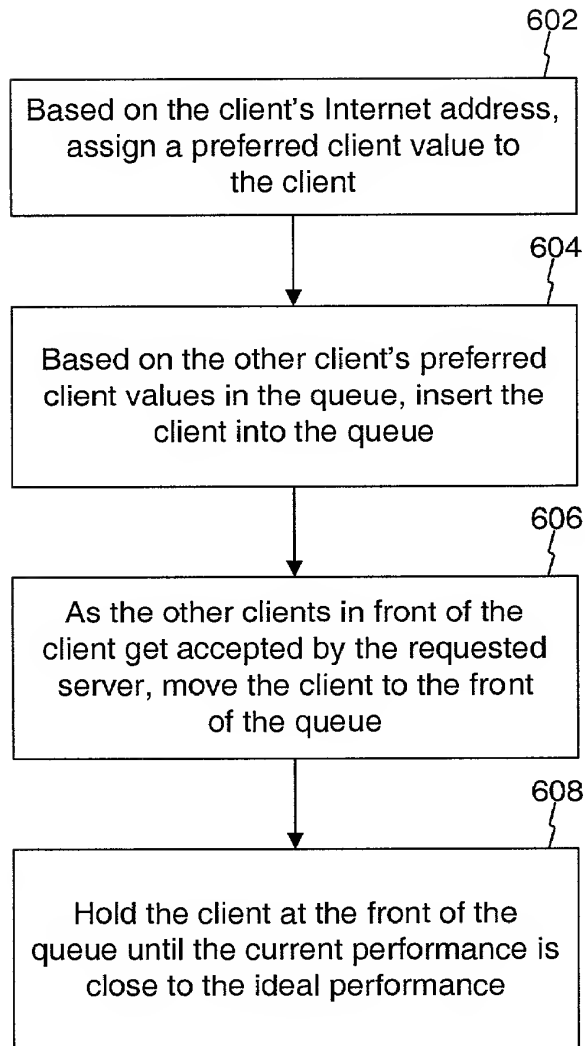 602
Based on the client's Internet address,
assign a preferred client value to
the client
604
Based on the other client's preferred
client values in the queue, insert the
client into the queue
606
As the other clients in front of the
client get accepted by the requested
server, move the client to the front
of the queue
608
Hold the client at the front of the
queue until the current performance is
close to the ideal performance